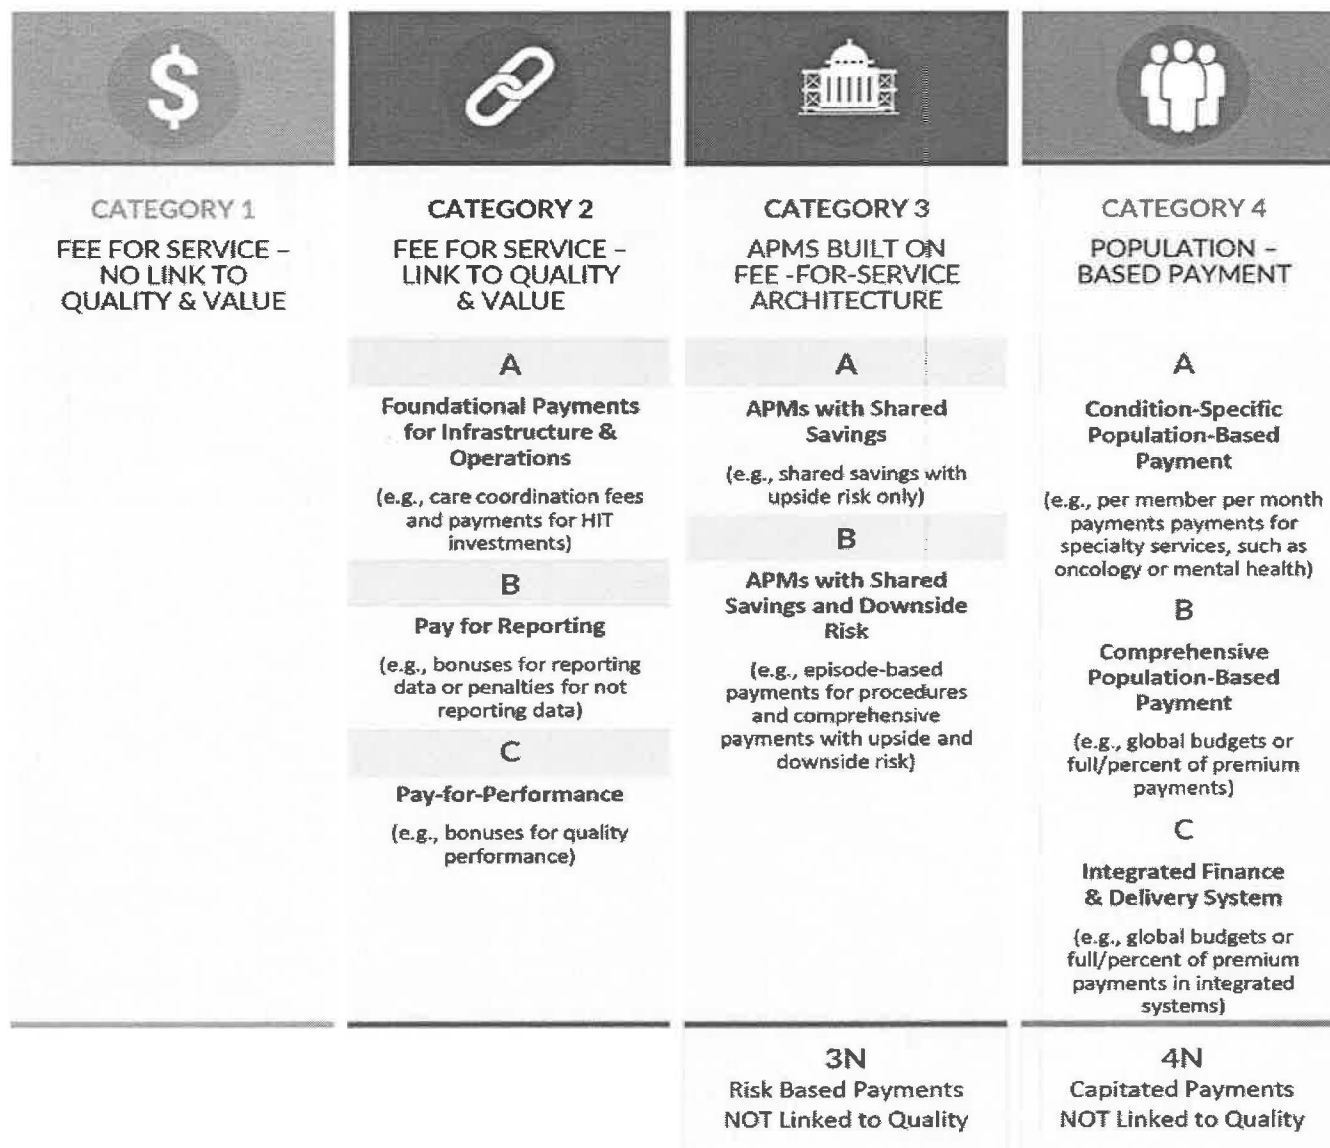 $
CATEGORY 1
FEE FOR SERVICE –
NO LINK TO
QUALITY & VALUE
CATEGORY 2
FEE FOR SERVICE –
LINK TO QUALITY
& VALUE
A
Foundational Payments
for Infrastructure &
Operations
(e.g., care coordination fees
and payments for HIT
investments)
B
Pay for Reporting
(e.g., bonuses for reporting
data or penalties for not
reporting data)
C
Pay-for-Performance
(e.g., bonuses for quality
performance)
CATEGORY 3
APMS BUILT ON
FEE -FOR-SERVICE
ARCHITECTURE
A
APMs with Shared
Savings
(e.g., shared savings with
upside risk only)
B
APMs with Shared
Savings and Downside
Risk
(e.g., episode-based
payments for procedures
and comprehensive
payments with upside and
downside risk)
3N
Risk Based Payments
NOT Linked to Quality
CATEGORY 4
POPULATION –
BASED PAYMENT
A
Condition-Specific
Population-Based
Payment
(e.g., per member per month
payments payments for
specialty services, such as
oncology or mental health)
B
Comprehensive
Population-Based
Payment
(e.g., global budgets or
full/percent of premium
payments)
C
Integrated Finance
& Delivery System
(e.g., global budgets or
full/percent of premium
payments in integrated
systems)
4N
Capitated Payments
NOT Linked to Quality